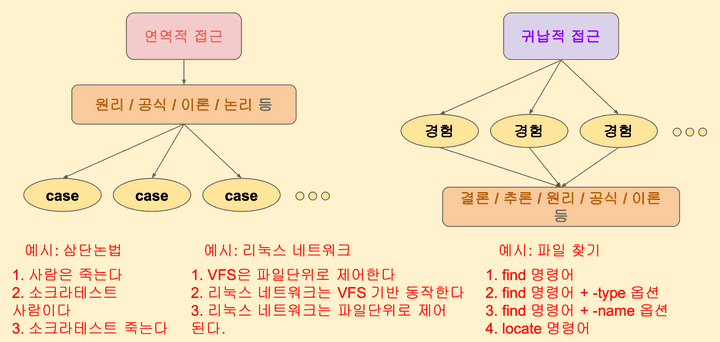 연역적 접근
원리 / 공식 / 이론 / 논리 등
case
case
case
예시: 삼단논법
1. 사람은 죽는다
2. 소크라테스트
사람이다
3. 소크라테스트 죽는다
예시: 리눅스 네트워크
1. VFS은 파일단위로 제어한다
2. 리눅스 네트워크는 VFS 기반 동작한다
3. 리눅스 네트워크는 파일단위로 제어
된다.
귀납적 접근
경험
경험
경험
결론 / 추론 / 원리 / 공식 / 이론
등
예시: 파일 찾기
1. find 명령어
2. find 명령어 + -type 옵션
3. find 명령어 + -name 옵션
4. locate 명령어